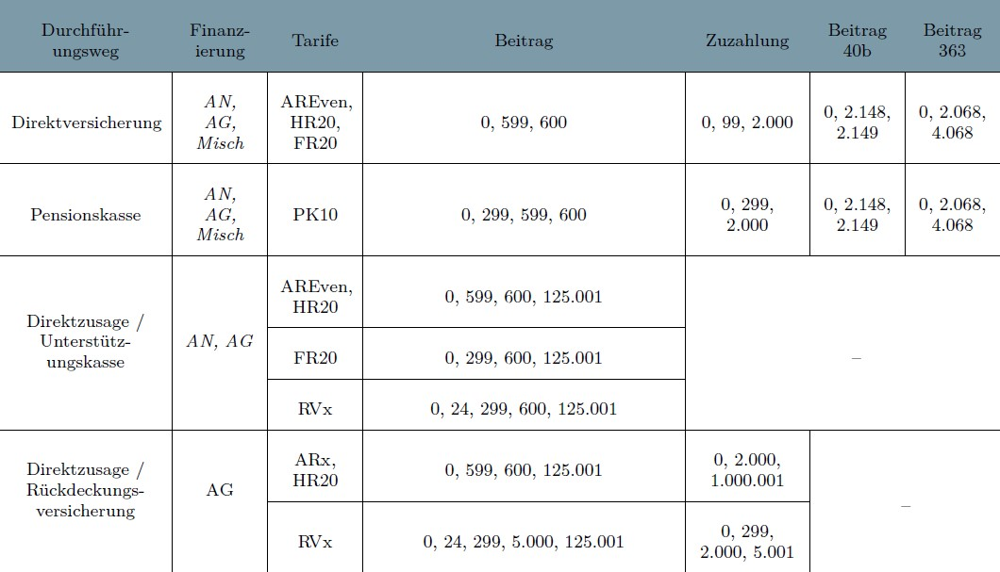 Durchführ-
ungsweg
Finanz-
ierung
Tarife
Beitrag
Zuzahlung
Beitrag
40b
Beitrag
363
Direktversicherung
AN,
AG,
Misch
AREven,
HR20,
FR20
0, 599, 600
0, 99, 2.000
0, 2.148,
2.149
0, 2.068,
4.068
Pensionskasse
AN,
AG,
Misch
PK10
0, 299, 599, 600
0, 299,
2.000
0, 2.148,
2.149
0, 2.068,
4.068
Direktzusage /
Unterstütz-
ungskasse
AN, AG
AREven,
HR20
0, 599, 600, 125.001
FR20
0, 299, 600, 125.001
RVx
0, 24, 299, 600, 125.001
–
Direktzusage /
Rückdeckungs-
versicherung
AG
ARx,
HR20
0, 599, 600, 125.001
0, 2.000,
1.000.001
RVx
0, 24, 299, 5.000, 125.001
0, 299,
2.000, 5.001
–